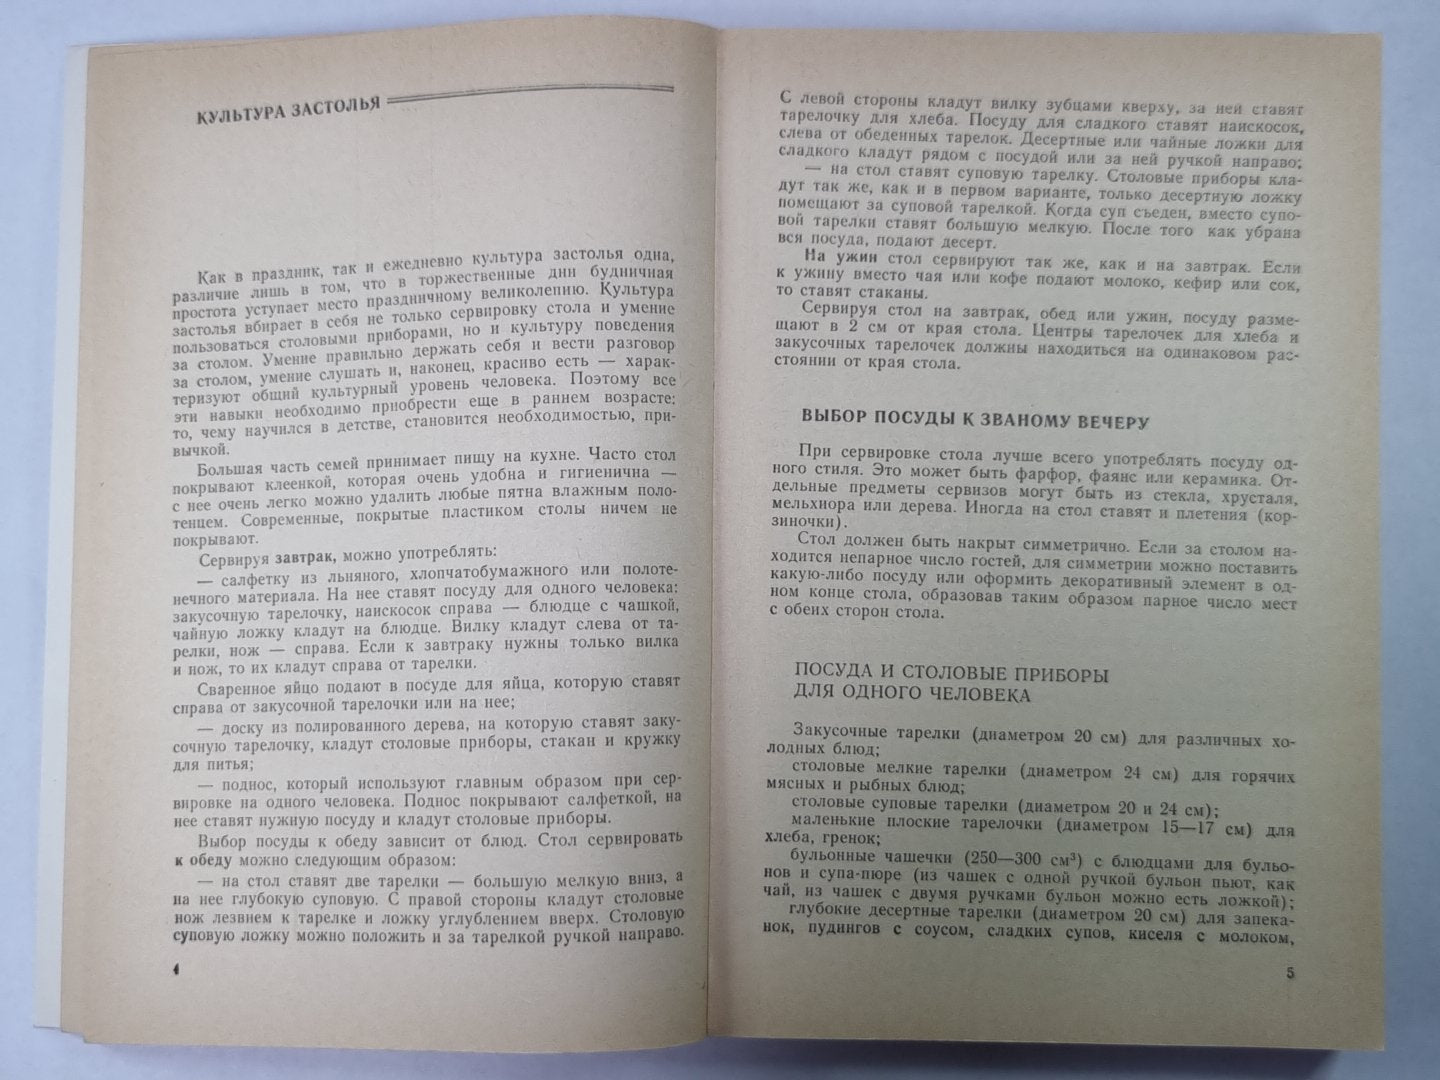 КУЛЬТУРА ЗАСТОЛЬЯ
Как в праздник, так и ежедневно культура застолья одна,
различие лишь в том, что в торжественные дни будничная
простота уступает место праздничному великолепию. Культура
застолья вбирает в себя не только сервировку стола и умение
пользоваться столовыми приборами, но и культуру поведения
за столом. Умение правильно держать себя и вести разговор
за столом, умение слушать и, наконец, красиво есть — харак-
теризуют общий культурный уровень человека. Поэтому все
эти навыки необходимо приобрести еще в раннем возрасте:
то, чему научился в детстве, становится необходимостью, при-
вычкой.
Большая часть семей принимает пищу на кухне. Часто стол
покрывают клеенкой, которая очень удобна и гигиенична —
с нее очень легко можно удалить любые пятна влажным поло-
тенцем. Современные, покрытые пластиком столы ничем не
покрывают.
Сервируя завтрак, можно употреблять:
— салфетку из льняного, хлопчатобумажного или полоте-
нечного материала. На нее ставят посуду для одного человека:
закусочную тарелочку, наискосок справа — блюдце с чашкой,
чайную ложку кладут на блюдце. Вилку кладут слева от та-
релки, нож — справа. Если к завтраку нужны только вилка
и нож, то их кладут справа от тарелки.
Сваренное яйцо подают в посуде для яйца, которую ставят
справа от закусочной тарелочки или на нее;
— доску из полированного дерева, на которую ставят заку-
сочную тарелочку, кладут столовые приборы, стакан и кружку
для питья;
— поднос, который используют главным образом при сер-
вировке на одного человека. Поднос покрывают салфеткой, на
нее ставят нужную посуду и кладут столовые приборы.
Выбор посуды к обеду зависит от блюд. Стол сервировать
к обеду можно следующим образом:
— на стол ставят две тарелки — большую мелкую вниз, а
на нее глубокую суповую. С правой стороны кладут столовые
нож лезвием к тарелке и ложку углублением вверх. Столовую
суповую ложку можно положить и за тарелкой ручкой направо.
4
С левой стороны кладут вилку зубцами кверху, за ней ставят
тарелочку для хлеба. Посуду для сладкого ставят наискосок,
слева от обеденных тарелок. Десертные или чайные ложки для
сладкого кладут рядом с посудой или за ней ручкой направо;
— на стол ставят суповую тарелку. Столовые приборы кла-
дут так же, как и в первом варианте, только десертную ложку
помещают за суповой тарелкой. Когда суп съеден, вместо супо-
вой тарелки ставят большую мелкую. После того как убрана
вся посуда, подают десерт.
На ужин стол сервируют так же, как и на завтрак. Если
к ужину вместо чая или кофе подают молоко, кефир или сок,
то ставят стаканы.
Сервируя стол на завтрак, обед или ужин, посуду разме-
щают в 2 см от края стола. Центры тарелочек для хлеба и
закусочных тарелочек должны находиться на одинаковом рас-
стоянии от края стола.
ВЫБОР ПОСУДЫ К ЗВАНОМУ ВЕЧЕРУ
При сервировке стола лучше всего употреблять посуду од-
ного стиля. Это может быть фарфор, фаянс или керамика. От-
дельные предметы сервизов могут быть из стекла, хрусталя,
мельхиора или дерева. Иногда на стол ставят и плетения (кор-
зиночки).
Стол должен быть накрыт симметрично. Если за столом на-
ходится непарное число гостей, для симметрии можно поставить
какую-либо посуду или оформить декоративный элемент в од-
ном конце стола, образовав таким образом парное число мест
с обеих сторон стола.
ПОСУДА И СТОЛОВЫЕ ПРИБОРЫ
ДЛЯ ОДНОГО ЧЕЛОВЕКА
Закусочные тарелки (диаметром 20 см) для различных хо-
лодных блюд;
столовые мелкие тарелки (диаметром 24 см) для горячих
мясных и рыбных блюд;
столовые суповые тарелки (диаметром 20 и 24 см);
маленькие плоские тарелочки (диаметром 15—17 см) для
хлеба, гренок;
бульонные чашечки (250—300 см³) с блюдцами для бульо-
нов и супа-пюре (из чашек с одной ручкой бульон пьют, как
чай, из чашек с двумя ручками бульон можно есть ложкой);
глубокие десертные тарелки (диаметром 20 см) для запека-
нок, пудингов с соусом, сладких супов, киселя с молоком,
5